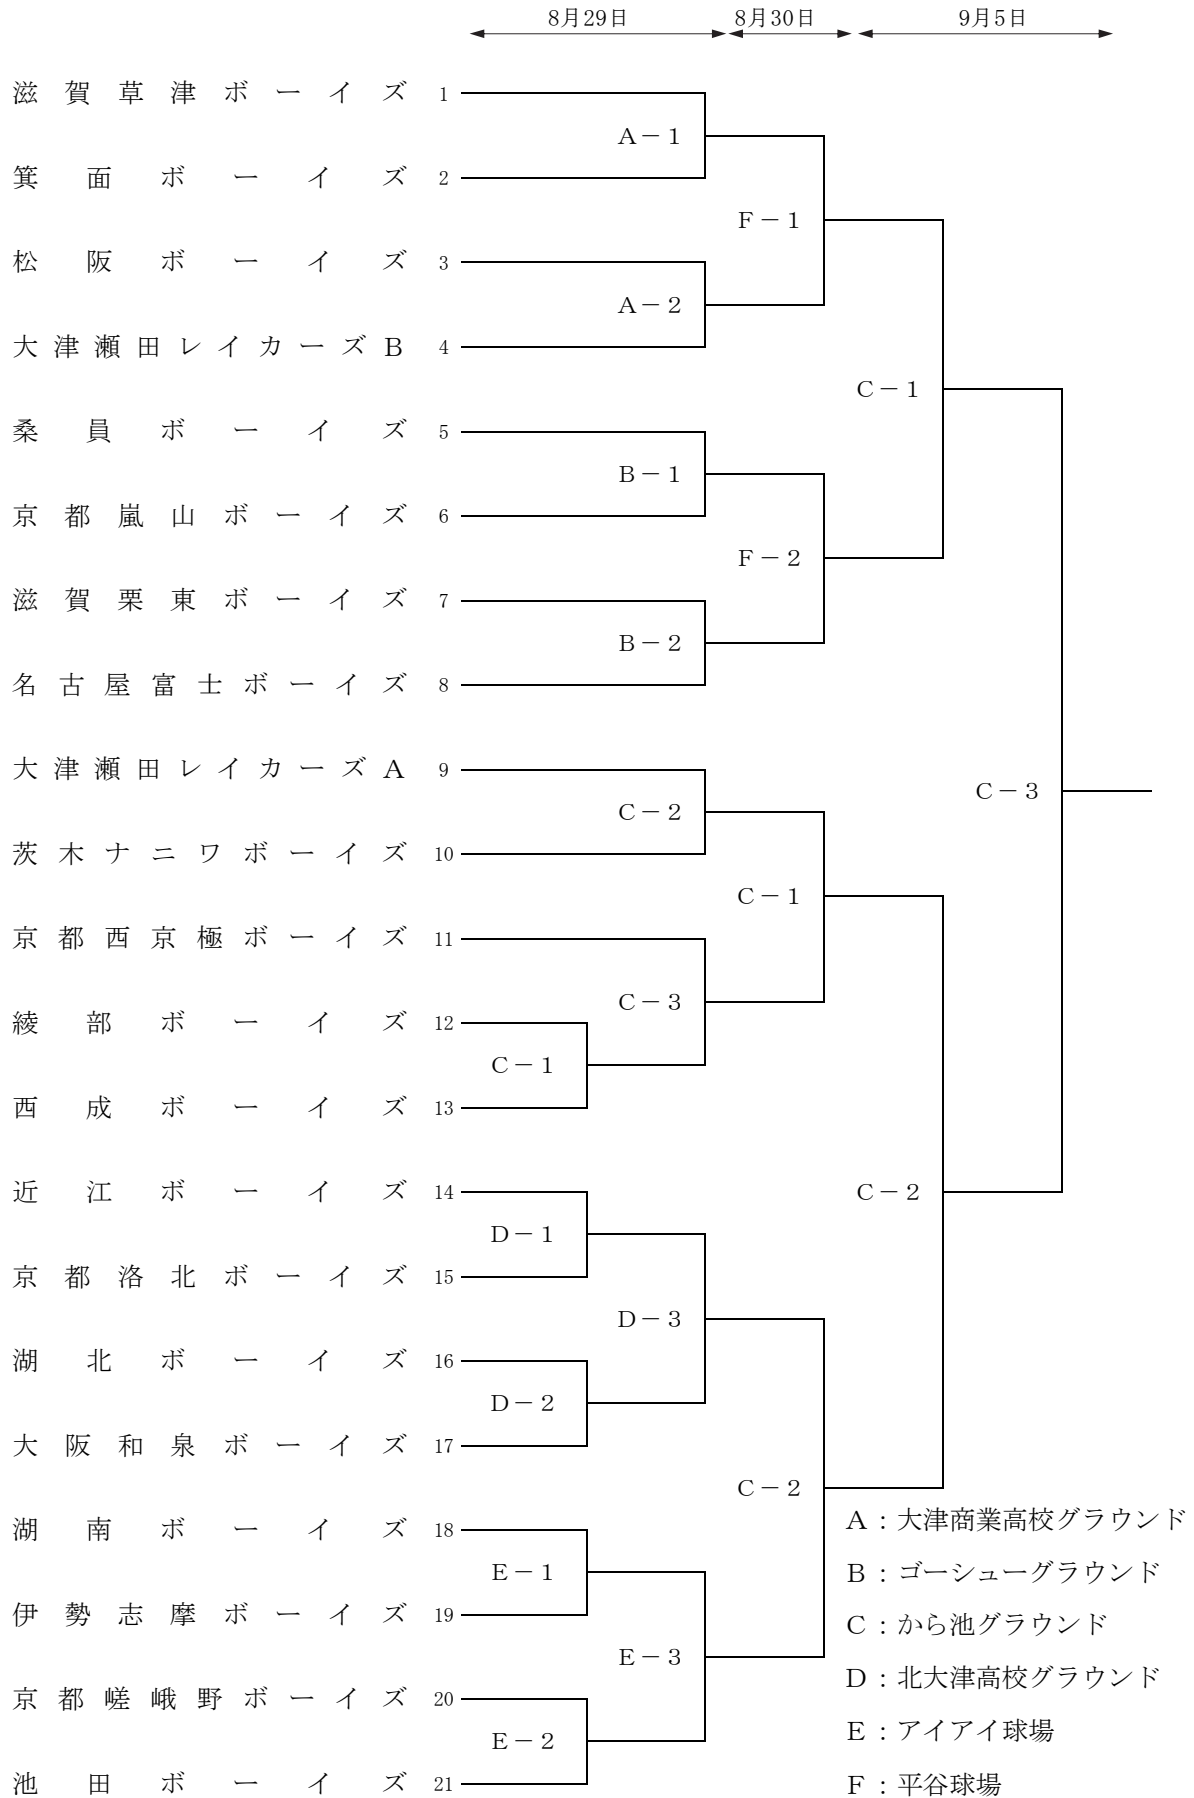 8月29日 8月30日 9月5日
滋賀草津ボーイズ 1
A－1
箕面ボーイズ 2
F－1
松阪ボーイズ 3
A－2
大津瀬田レイカーズB 4
C－1
桑員ボーイズ 5
B－1
京都嵐山ボーイズ 6
F－2
滋賀栗東ボーイズ 7
B－2
名古屋富士ボーイズ 8
大津瀬田レイカーズA 9
C－3
C－2
茨木ナニワボーイズ 10
C－1
京都西京極ボーイズ 11
C－3
綾部ボーイズ 12
C－1
西成ボーイズ 13
近江ボーイズ 14
C－2
D－1
京都洛北ボーイズ 15
D－3
湖北ボーイズ 16
D－2
大阪和泉ボーイズ 17
C－2
湖南ボーイズ 18
E－1
伊勢志摩ボーイズ 19
E－3
京都嵯峨野ボーイズ 20
E－2
池田ボーイズ 21
A：大津商業高校グラウンド
B：ゴーシューグラウンド
C：から池グラウンド
D：北大津高校グラウンド
E：アイアイ球場
F：平谷球場